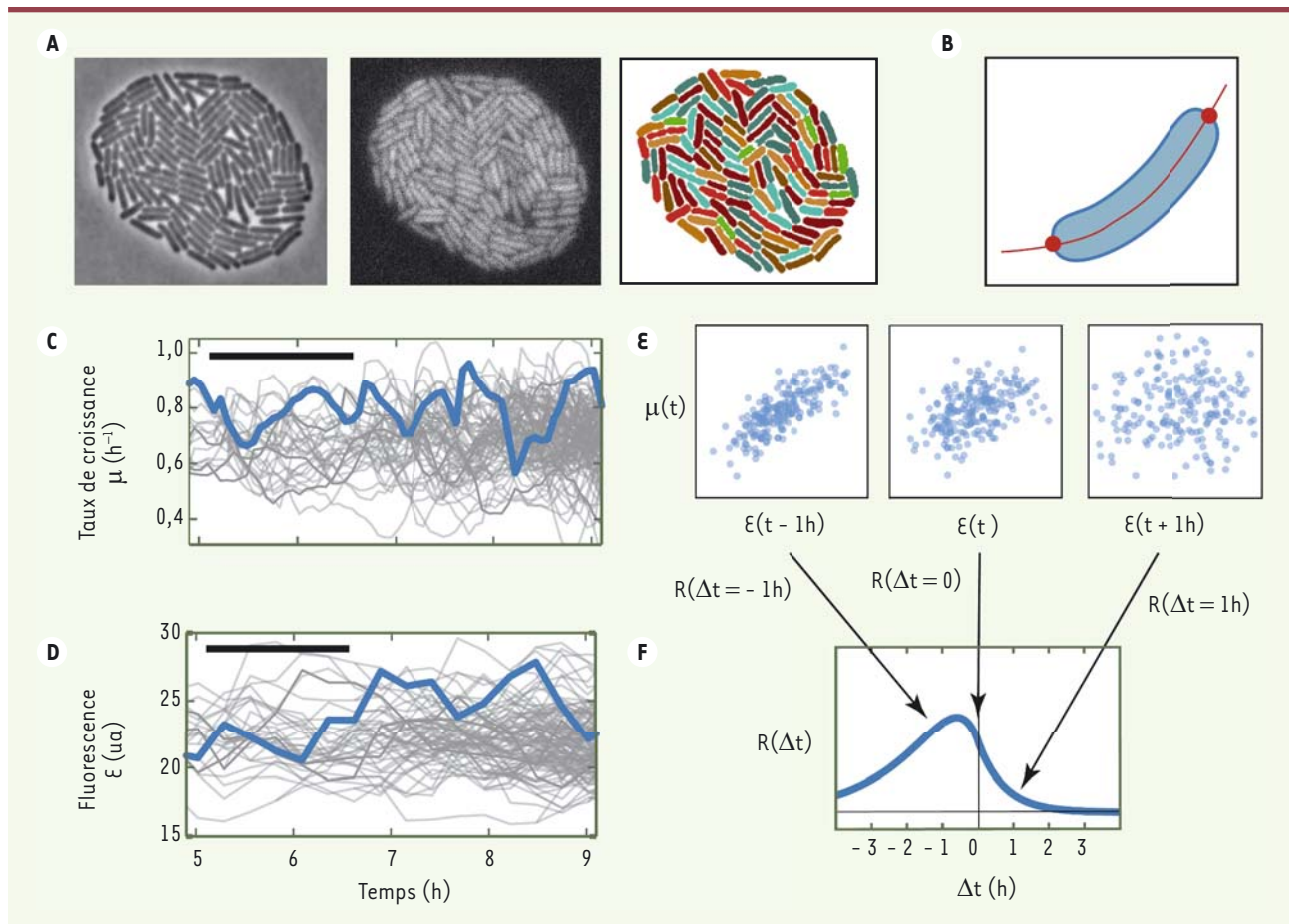 A
B
C
Taux de croissance
μ (h⁻¹)
1,0
0,8
0,6
0,4
D
Fluorescence
Ɛ (ua)
30
25
20
15
5 6 7 8 9
Temps (h)
E
μ(t)
Ɛ(t - 1h) Ɛ(t) Ɛ(t + 1h)
R(Δt = - 1h)
R(Δt = 0)
R(Δt = 1h)
F
R(Δt)
- 3 - 2 - 1 0 1 2 3
Δt (h)